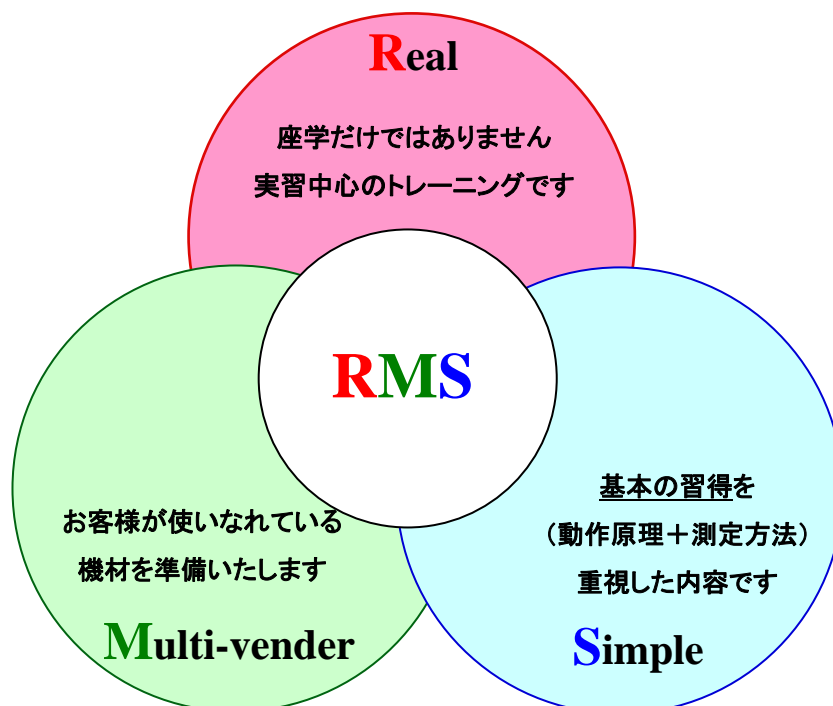 Real
座学だけではありません
実習中心のトレーニングです
RMS
お客様が使いなれている
機材を準備いたします
Multi-vender
基本の習得を
(動作原理+測定方法)
重視した内容です
Simple